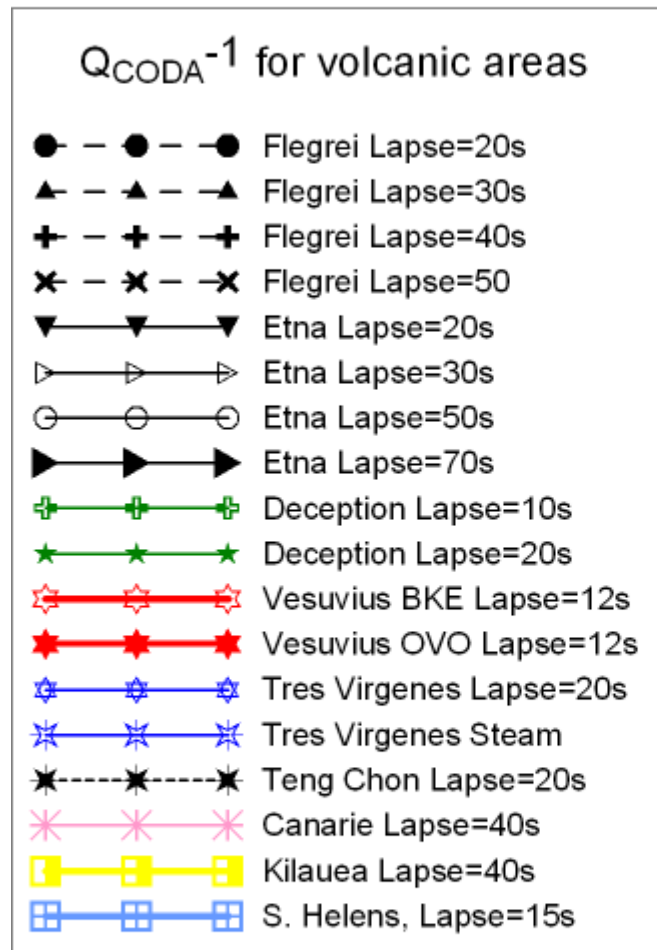 QCODA-1 for volcanic areas
Flegrei Lapse=20s
Flegrei Lapse=30s
Flegrei Lapse=40s
Flegrei Lapse=50
Etna Lapse=20s
Etna Lapse=30s
Etna Lapse=50s
Etna Lapse=70s
Deception Lapse=10s
Deception Lapse=20s
Vesuvius BKE Lapse=12s
Vesuvius OVO Lapse=12s
Tres Virgenes Lapse=20s
Tres Virgenes Steam
Teng Chon Lapse=20s
Canarie Lapse=40s
Kilauea Lapse=40s
S. Helens, Lapse=15s